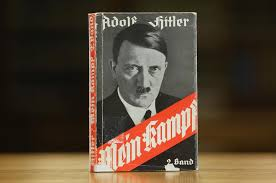 Adolf Hitler
Mein Kampf
2. Band